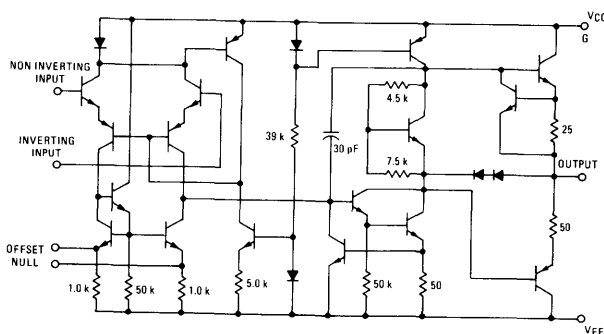 VCC
G
NON INVERTING
INPUT
INVERTING
INPUT
39 k
4.5 k
30 pF
7.5 k
25
OUTPUT
50
OFFSET
NULL
1.0 k
50 k
1.0 k
5.0 k
50 k
50
VEE